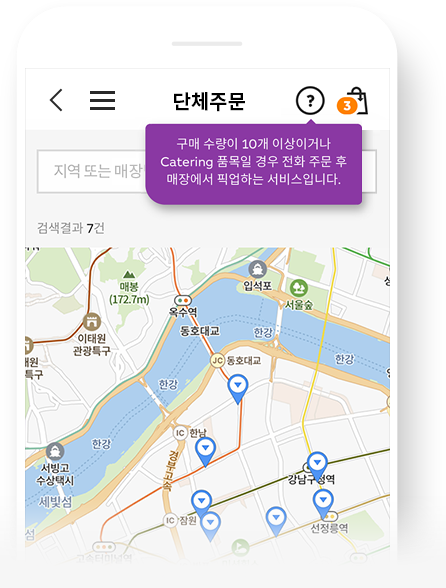 단체주문
?
3
구매 수량이 10개 이상이거나
Catering 품목일 경우 전화 주문 후
매장에서 픽업하는 서비스입니다.
지역 또는 매장
검색결과 7건
매봉
(172.7m)
입석포
서울숲
옥수역
이태원
관광특구
동호대교
한강
태원
특구
JC 동호대교
한강
한강
IC 한남
한강
서빙고
수상택시
경부고속
강남구청역
세빛섬
IC 잠원
선정릉역
섬